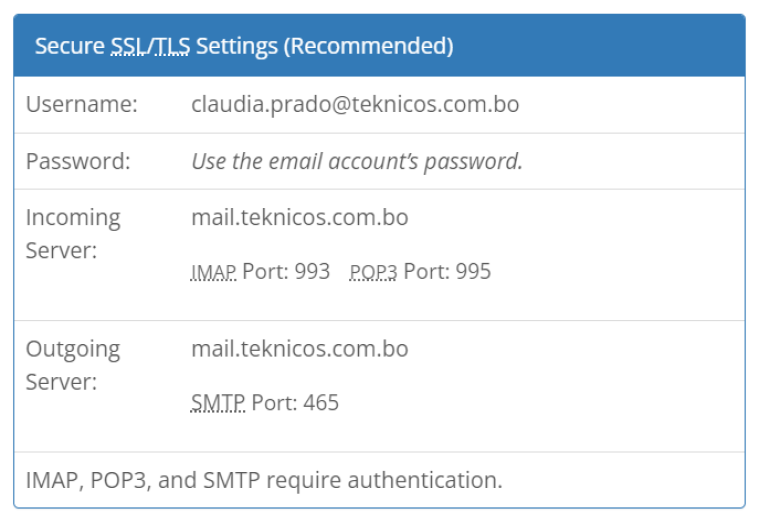 Secure SSL/TLS Settings (Recommended)
Username: claudia.prado@teknicos.com.bo
Password: Use the email account's password.
Incoming Server: mail.teknicos.com.bo
IMAP Port: 993 POP3 Port: 995
Outgoing Server: mail.teknicos.com.bo
SMTP Port: 465
IMAP, POP3, and SMTP require authentication.